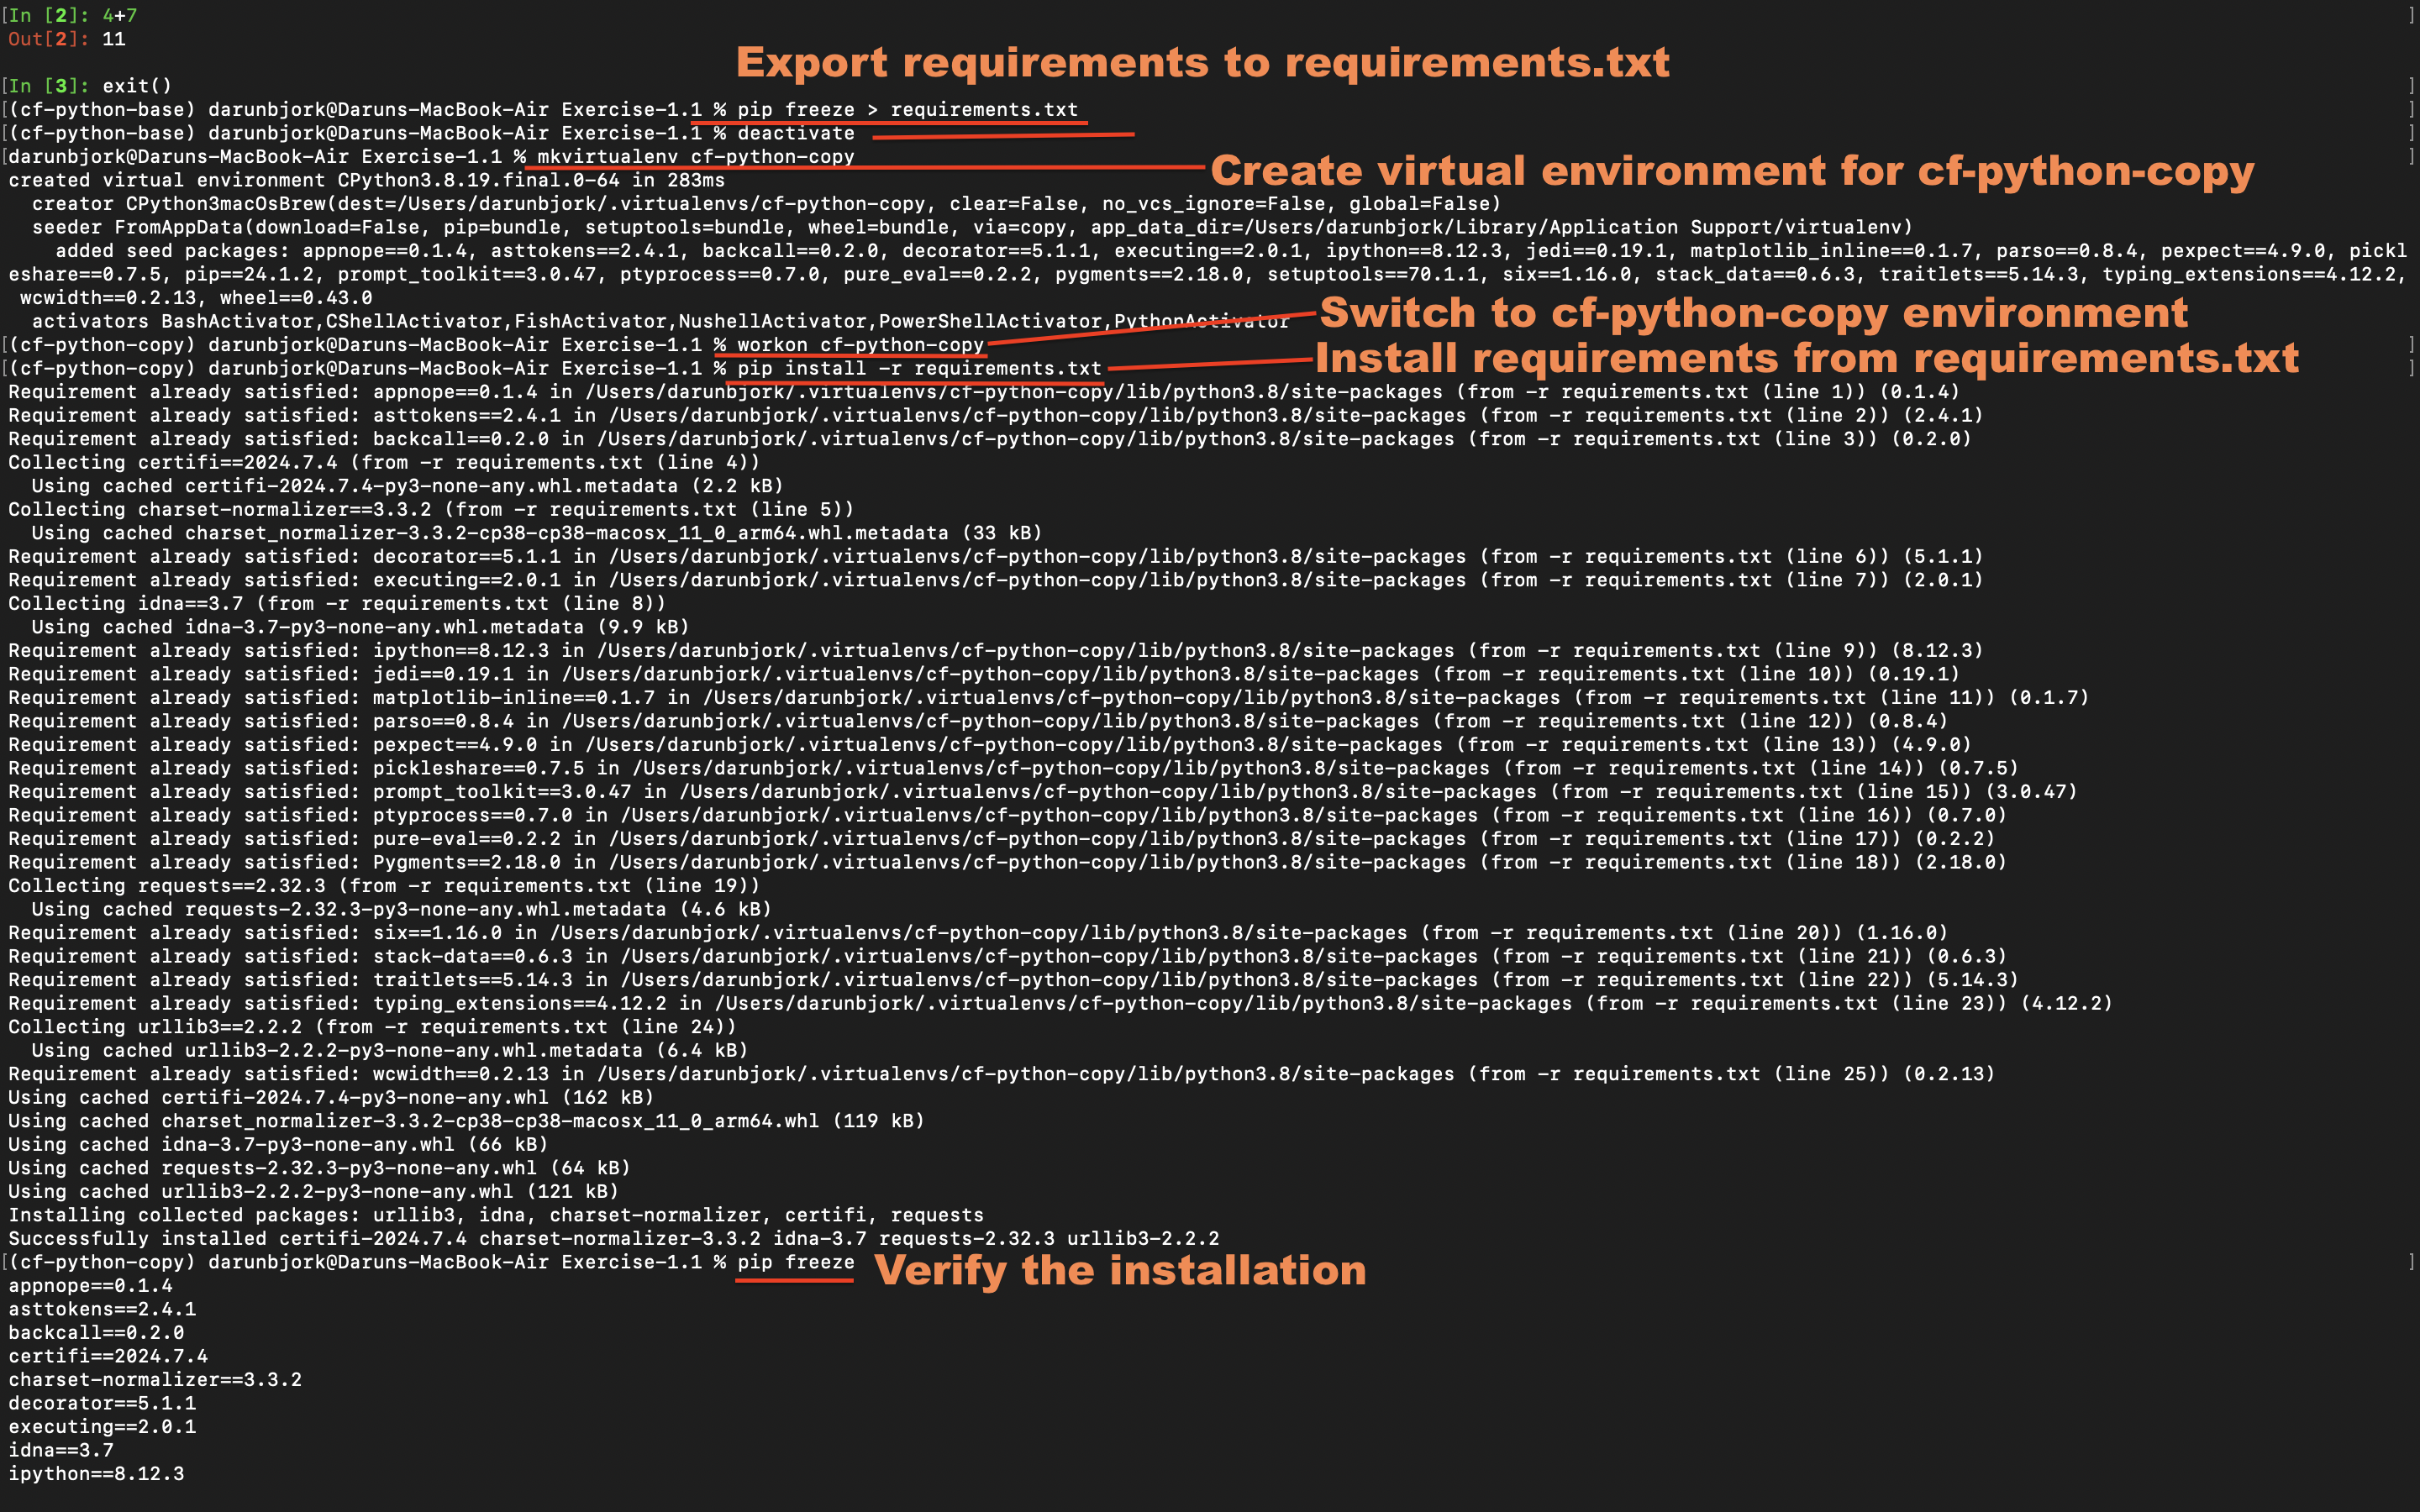 [In [2]: 4+7 ]
Out[2]: 11
Export requirements to requirements.txt
[In [3]: exit() ]
[(cf-python-base) darunbjork@Daruns-MacBook-Air Exercise-1.1 % pip freeze > requirements.txt ]
[(cf-python-base) darunbjork@Daruns-MacBook-Air Exercise-1.1 % deactivate ]
[darunbjork@Daruns-MacBook-Air Exercise-1.1 % mkvirtualenv cf-python-copy ]
Create virtual environment for cf-python-copy
created virtual environment CPython3.8.19.final.0-64 in 283ms
  creator CPython3macOsBrew(dest=/Users/darunbjork/.virtualenvs/cf-python-copy, clear=False, no_vcs_ignore=False, global=False)
  seeder FromAppData(download=False, pip=bundle, setuptools=bundle, wheel=bundle, via=copy, app_data_dir=/Users/darunbjork/Library/Application Support/virtualenv)
    added seed packages: appnope==0.1.4, asttokens==2.4.1, backcall==0.2.0, decorator==5.1.1, executing==2.0.1, ipython==8.12.3, jedi==0.19.1, matplotlib_inline==0.1.7, parso==0.8.4, pexpect==4.9.0, pickl
eshare==0.7.5, pip==24.1.2, prompt_toolkit==3.0.47, ptyprocess==0.7.0, pure_eval==0.2.2, pygments==2.18.0, setuptools==70.1.1, six==1.16.0, stack_data==0.6.3, traitlets==5.14.3, typing_extensions==4.12.2,
 wcwidth==0.2.13, wheel==0.43.0
  activators BashActivator,CShellActivator,FishActivator,NushellActivator,PowerShellActivator,PythonActivator
Switch to cf-python-copy environment
[(cf-python-copy) darunbjork@Daruns-MacBook-Air Exercise-1.1 % workon cf-python-copy ]
[(cf-python-copy) darunbjork@Daruns-MacBook-Air Exercise-1.1 % pip install -r requirements.txt ]
Install requirements from requirements.txt
Requirement already satisfied: appnope==0.1.4 in /Users/darunbjork/.virtualenvs/cf-python-copy/lib/python3.8/site-packages (from -r requirements.txt (line 1)) (0.1.4)
Requirement already satisfied: asttokens==2.4.1 in /Users/darunbjork/.virtualenvs/cf-python-copy/lib/python3.8/site-packages (from -r requirements.txt (line 2)) (2.4.1)
Requirement already satisfied: backcall==0.2.0 in /Users/darunbjork/.virtualenvs/cf-python-copy/lib/python3.8/site-packages (from -r requirements.txt (line 3)) (0.2.0)
Collecting certifi==2024.7.4 (from -r requirements.txt (line 4))
  Using cached certifi-2024.7.4-py3-none-any.whl.metadata (2.2 kB)
Collecting charset-normalizer==3.3.2 (from -r requirements.txt (line 5))
  Using cached charset_normalizer-3.3.2-cp38-cp38-macosx_11_0_arm64.whl.metadata (33 kB)
Requirement already satisfied: decorator==5.1.1 in /Users/darunbjork/.virtualenvs/cf-python-copy/lib/python3.8/site-packages (from -r requirements.txt (line 6)) (5.1.1)
Requirement already satisfied: executing==2.0.1 in /Users/darunbjork/.virtualenvs/cf-python-copy/lib/python3.8/site-packages (from -r requirements.txt (line 7)) (2.0.1)
Collecting idna==3.7 (from -r requirements.txt (line 8))
  Using cached idna-3.7-py3-none-any.whl.metadata (9.9 kB)
Requirement already satisfied: ipython==8.12.3 in /Users/darunbjork/.virtualenvs/cf-python-copy/lib/python3.8/site-packages (from -r requirements.txt (line 9)) (8.12.3)
Requirement already satisfied: jedi==0.19.1 in /Users/darunbjork/.virtualenvs/cf-python-copy/lib/python3.8/site-packages (from -r requirements.txt (line 10)) (0.19.1)
Requirement already satisfied: matplotlib-inline==0.1.7 in /Users/darunbjork/.virtualenvs/cf-python-copy/lib/python3.8/site-packages (from -r requirements.txt (line 11)) (0.1.7)
Requirement already satisfied: parso==0.8.4 in /Users/darunbjork/.virtualenvs/cf-python-copy/lib/python3.8/site-packages (from -r requirements.txt (line 12)) (0.8.4)
Requirement already satisfied: pexpect==4.9.0 in /Users/darunbjork/.virtualenvs/cf-python-copy/lib/python3.8/site-packages (from -r requirements.txt (line 13)) (4.9.0)
Requirement already satisfied: pickleshare==0.7.5 in /Users/darunbjork/.virtualenvs/cf-python-copy/lib/python3.8/site-packages (from -r requirements.txt (line 14)) (0.7.5)
Requirement already satisfied: prompt_toolkit==3.0.47 in /Users/darunbjork/.virtualenvs/cf-python-copy/lib/python3.8/site-packages (from -r requirements.txt (line 15)) (3.0.47)
Requirement already satisfied: ptyprocess==0.7.0 in /Users/darunbjork/.virtualenvs/cf-python-copy/lib/python3.8/site-packages (from -r requirements.txt (line 16)) (0.7.0)
Requirement already satisfied: pure-eval==0.2.2 in /Users/darunbjork/.virtualenvs/cf-python-copy/lib/python3.8/site-packages (from -r requirements.txt (line 17)) (0.2.2)
Requirement already satisfied: Pygments==2.18.0 in /Users/darunbjork/.virtualenvs/cf-python-copy/lib/python3.8/site-packages (from -r requirements.txt (line 18)) (2.18.0)
Collecting requests==2.32.3 (from -r requirements.txt (line 19))
  Using cached requests-2.32.3-py3-none-any.whl.metadata (4.6 kB)
Requirement already satisfied: six==1.16.0 in /Users/darunbjork/.virtualenvs/cf-python-copy/lib/python3.8/site-packages (from -r requirements.txt (line 20)) (1.16.0)
Requirement already satisfied: stack-data==0.6.3 in /Users/darunbjork/.virtualenvs/cf-python-copy/lib/python3.8/site-packages (from -r requirements.txt (line 21)) (0.6.3)
Requirement already satisfied: traitlets==5.14.3 in /Users/darunbjork/.virtualenvs/cf-python-copy/lib/python3.8/site-packages (from -r requirements.txt (line 22)) (5.14.3)
Requirement already satisfied: typing_extensions==4.12.2 in /Users/darunbjork/.virtualenvs/cf-python-copy/lib/python3.8/site-packages (from -r requirements.txt (line 23)) (4.12.2)
Collecting urllib3==2.2.2 (from -r requirements.txt (line 24))
  Using cached urllib3-2.2.2-py3-none-any.whl.metadata (6.4 kB)
Requirement already satisfied: wcwidth==0.2.13 in /Users/darunbjork/.virtualenvs/cf-python-copy/lib/python3.8/site-packages (from -r requirements.txt (line 25)) (0.2.13)
Using cached certifi-2024.7.4-py3-none-any.whl (162 kB)
Using cached charset_normalizer-3.3.2-cp38-cp38-macosx_11_0_arm64.whl (119 kB)
Using cached idna-3.7-py3-none-any.whl (66 kB)
Using cached requests-2.32.3-py3-none-any.whl (64 kB)
Using cached urllib3-2.2.2-py3-none-any.whl (121 kB)
Installing collected packages: urllib3, idna, charset-normalizer, certifi, requests
Successfully installed certifi-2024.7.4 charset-normalizer-3.3.2 idna-3.7 requests-2.32.3 urllib3-2.2.2
[(cf-python-copy) darunbjork@Daruns-MacBook-Air Exercise-1.1 % pip freeze ]
Verify the installation
appnope==0.1.4
asttokens==2.4.1
backcall==0.2.0
certifi==2024.7.4
charset-normalizer==3.3.2
decorator==5.1.1
executing==2.0.1
idna==3.7
ipython==8.12.3